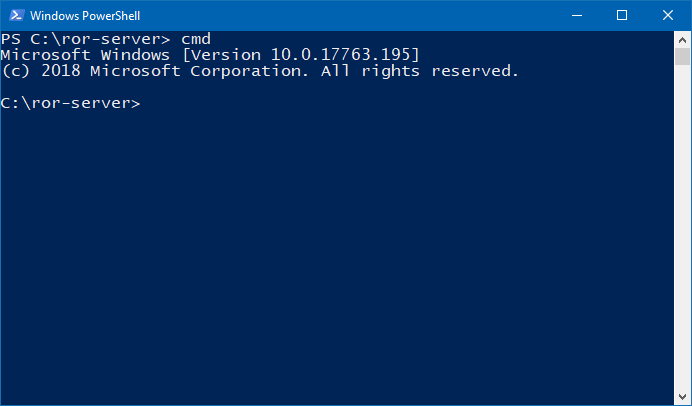 Windows PowerShell
PS C:\ror-server> cmd
Microsoft Windows [Version 10.0.17763.195]
(c) 2018 Microsoft Corporation. All rights reserved.
C:\ror-server>